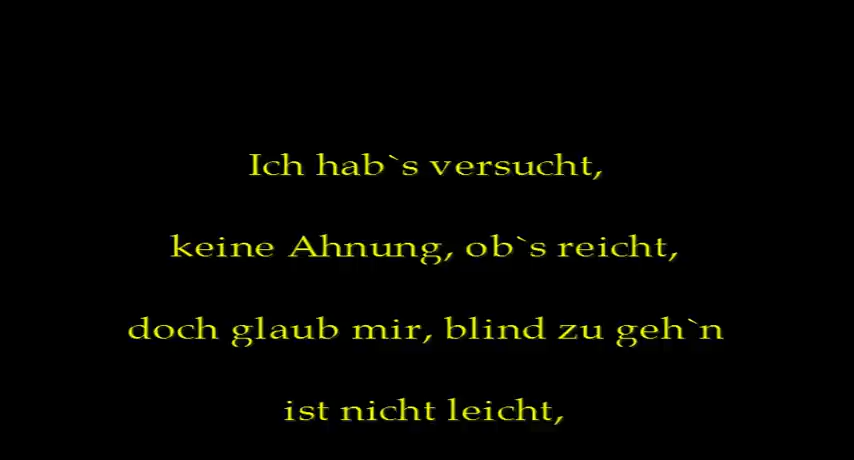 Ich hab`s versucht,
keine Ahnung, ob`s reicht,
doch glaub mir, blind zu geh`n
ist nicht leicht,